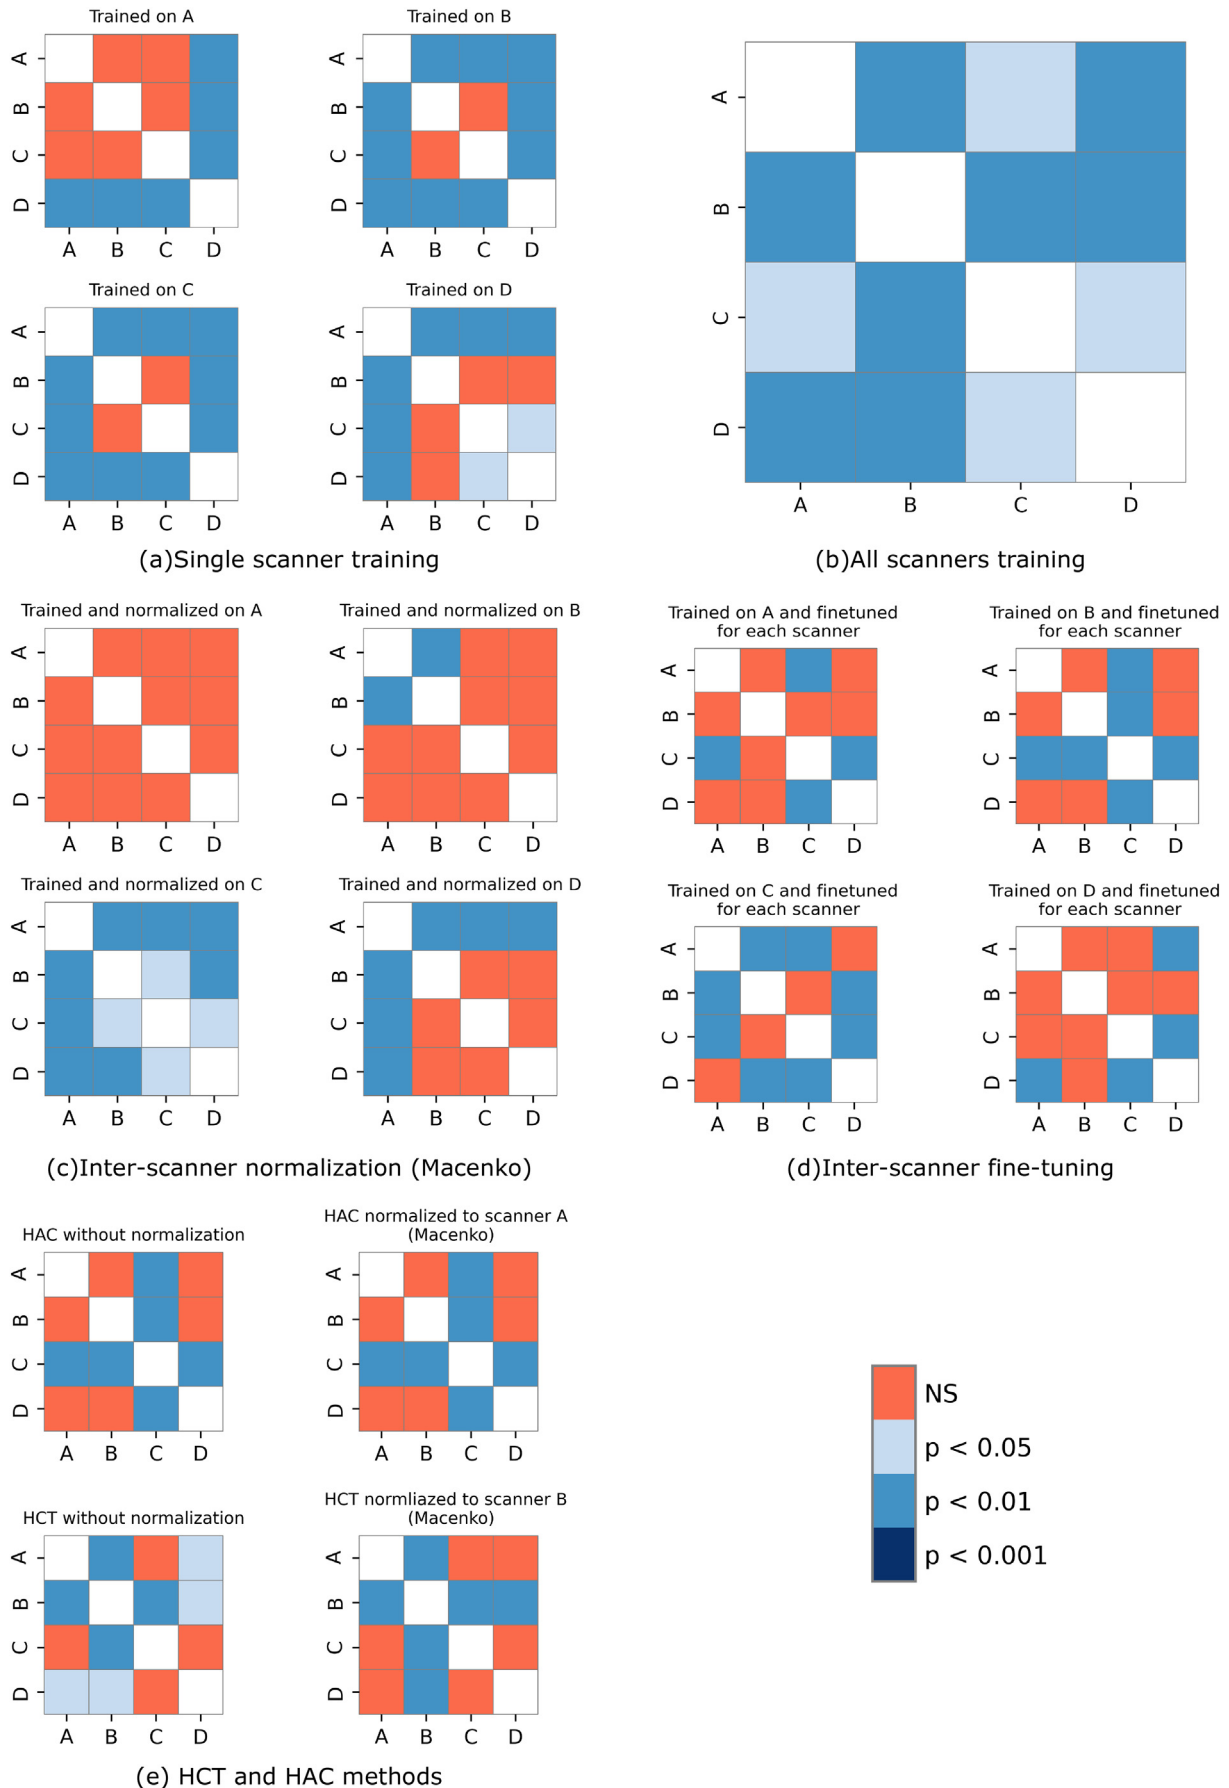 Trained on A
Trained on B
A
B
C
D
A B C D
A
B
C
D
A B C D
A
B
C
D
A B C D
Trained on C
Trained on D
A
B
C
D
A B C D
A
B
C
D
A B C D
(a)Single scanner training
(b)All scanners training
Trained and normalized on A
Trained and normalized on B
A
B
C
D
A B C D
A
B
C
D
A B C D
Trained and normalized on C
Trained and normalized on D
A
B
C
D
A B C D
A
B
C
D
A B C D
(c)Inter-scanner normalization (Macenko)
Trained on A and finetuned
for each scanner
Trained on B and finetuned
for each scanner
A
B
C
D
A B C D
A
B
C
D
A B C D
Trained on C and finetuned
for each scanner
Trained on D and finetuned
for each scanner
A
B
C
D
A B C D
A
B
C
D
A B C D
(d)Inter-scanner fine-tuning
HAC without normalization
HAC normalized to scanner A
(Macenko)
A
B
C
D
A B C D
A
B
C
D
A B C D
HCT without normalization
HCT normliazed to scanner B
(Macenko)
A
B
C
D
A B C D
A
B
C
D
A B C D
(e) HCT and HAC methods
NS
p < 0.05
p < 0.01
p < 0.001